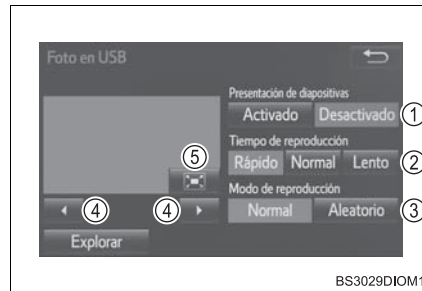 Foto en USB
Presentación de diapositivas
Activado Desactivado 1
Tiempo de reproducción
5
Rápido Normal Lento 2
Modo de reproducción
4 4
Normal Aleatorio 3
Explorar
BS3029DIOM1